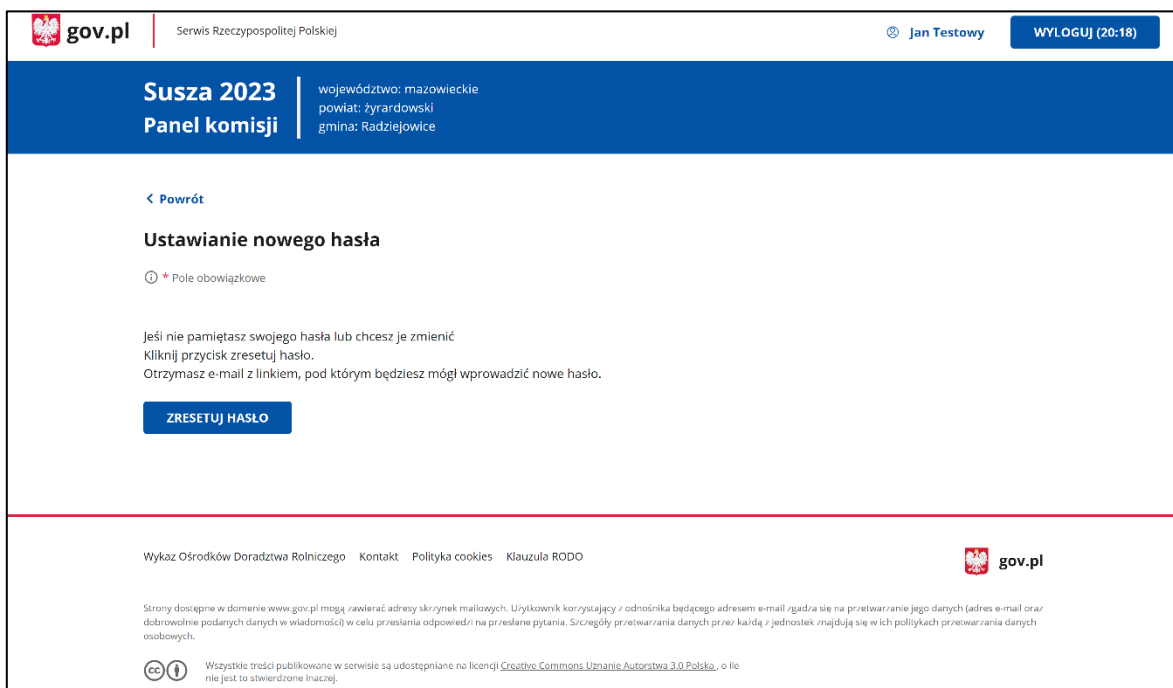 gov.pl
Serwis Rzeczypospolitej Polskiej
Jan Testowy
WYLOGUJ (20:18)
Susza 2023
Panel komisji
województwo: mazowieckie
powiat: żyrardowski
gmina: Radziejowice
Powrót
Ustawianie nowego hasła
* Pole obowiązkowe
Jeśi nie pamiętasz swojego hasła lub chcesz je zmienić
Kliknij przycisk zresetuj hasło.
Otrzymasz e-mail z linkiem, pod którym będziesz mógł wprowadzić nowe hasło.
ZRESETUJ HASŁO
Wykaz Ośrodków Doradztwa Rolniczego Kontakt Polityka cookies Klauzula RODO
gov.pl
Strony dostępne w domenie www.gov.pl mogą zawierać adresy skrzynek mailowych. Użytkownik korzystający z odnośnika będącego adresem e-mail zgadza się na przetwarzanie jego danych (adres e-mail oraz
dobrowolnie podanych danych w wiadomości) w celu przesłania odpowiedzi na przesłane pytania. Szczegóły przetwarzania danych przez każdą z jednostek znajdują się w ich politykach przetwarzania danych
osobowych.
cc
Wszystkie treści publikowane w serwisie są udostępniane na licencji Creative Commons Uznanie Autorstwa 3.0 Polska , o ile
nie jest to stwierdzone inaczej.